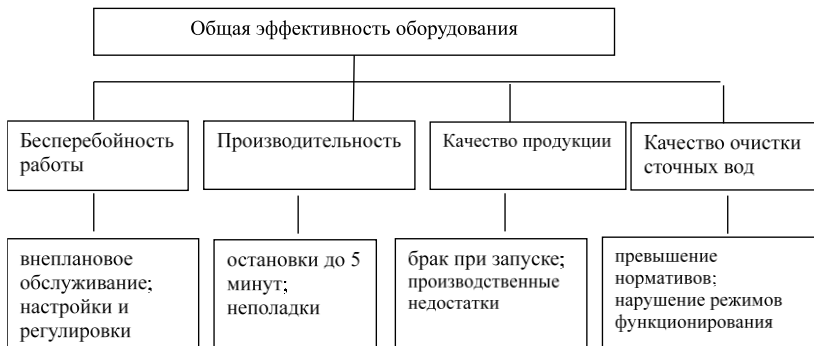 Общая эффективность оборудования
Бесперебойность
работы
Производительность
Качество продукции
Качество очистки
сточных вод
внеплановое
обслуживание;
настройки и
регулировки
остановки до 5
минут;
неполадки
брак при запуске;
производственные
недостатки
превышение
нормативов;
нарушение режимов
функционирования